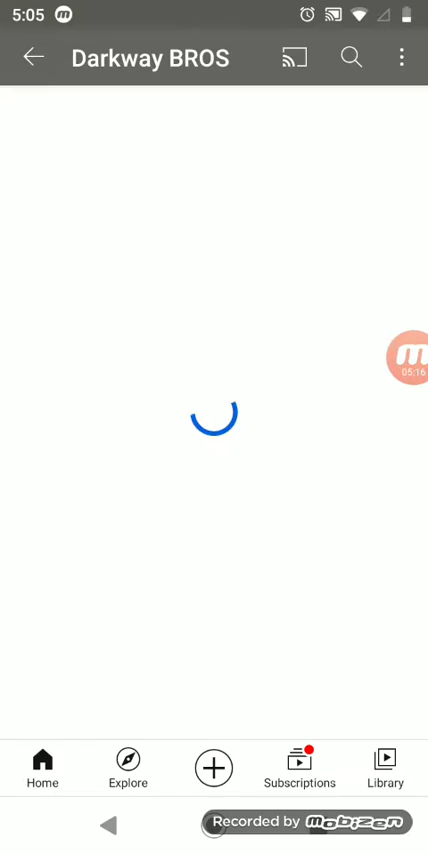 5:05
Darkway BROS
05:16
Home
Explore
Subscriptions
Library
Recorded by mobizen